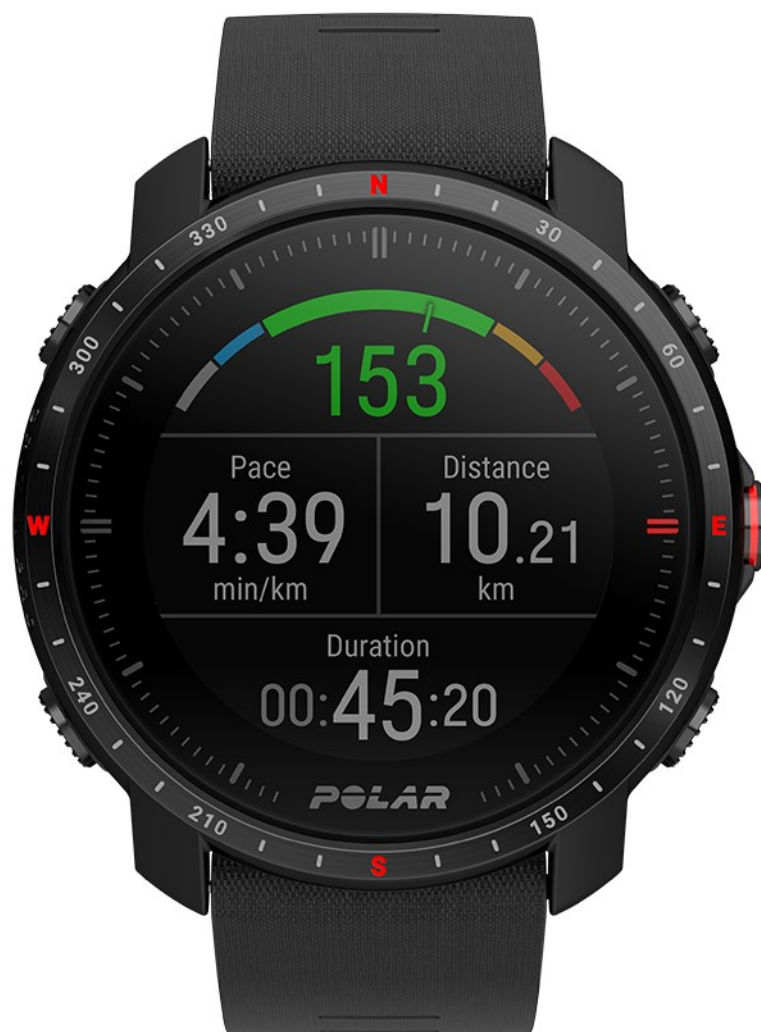 N
330
30
300
60
153
Pace
4:39
min/km
Distance
10.21
km
W
E
Duration
00:45:20
240
120
POLAR
210
150
S